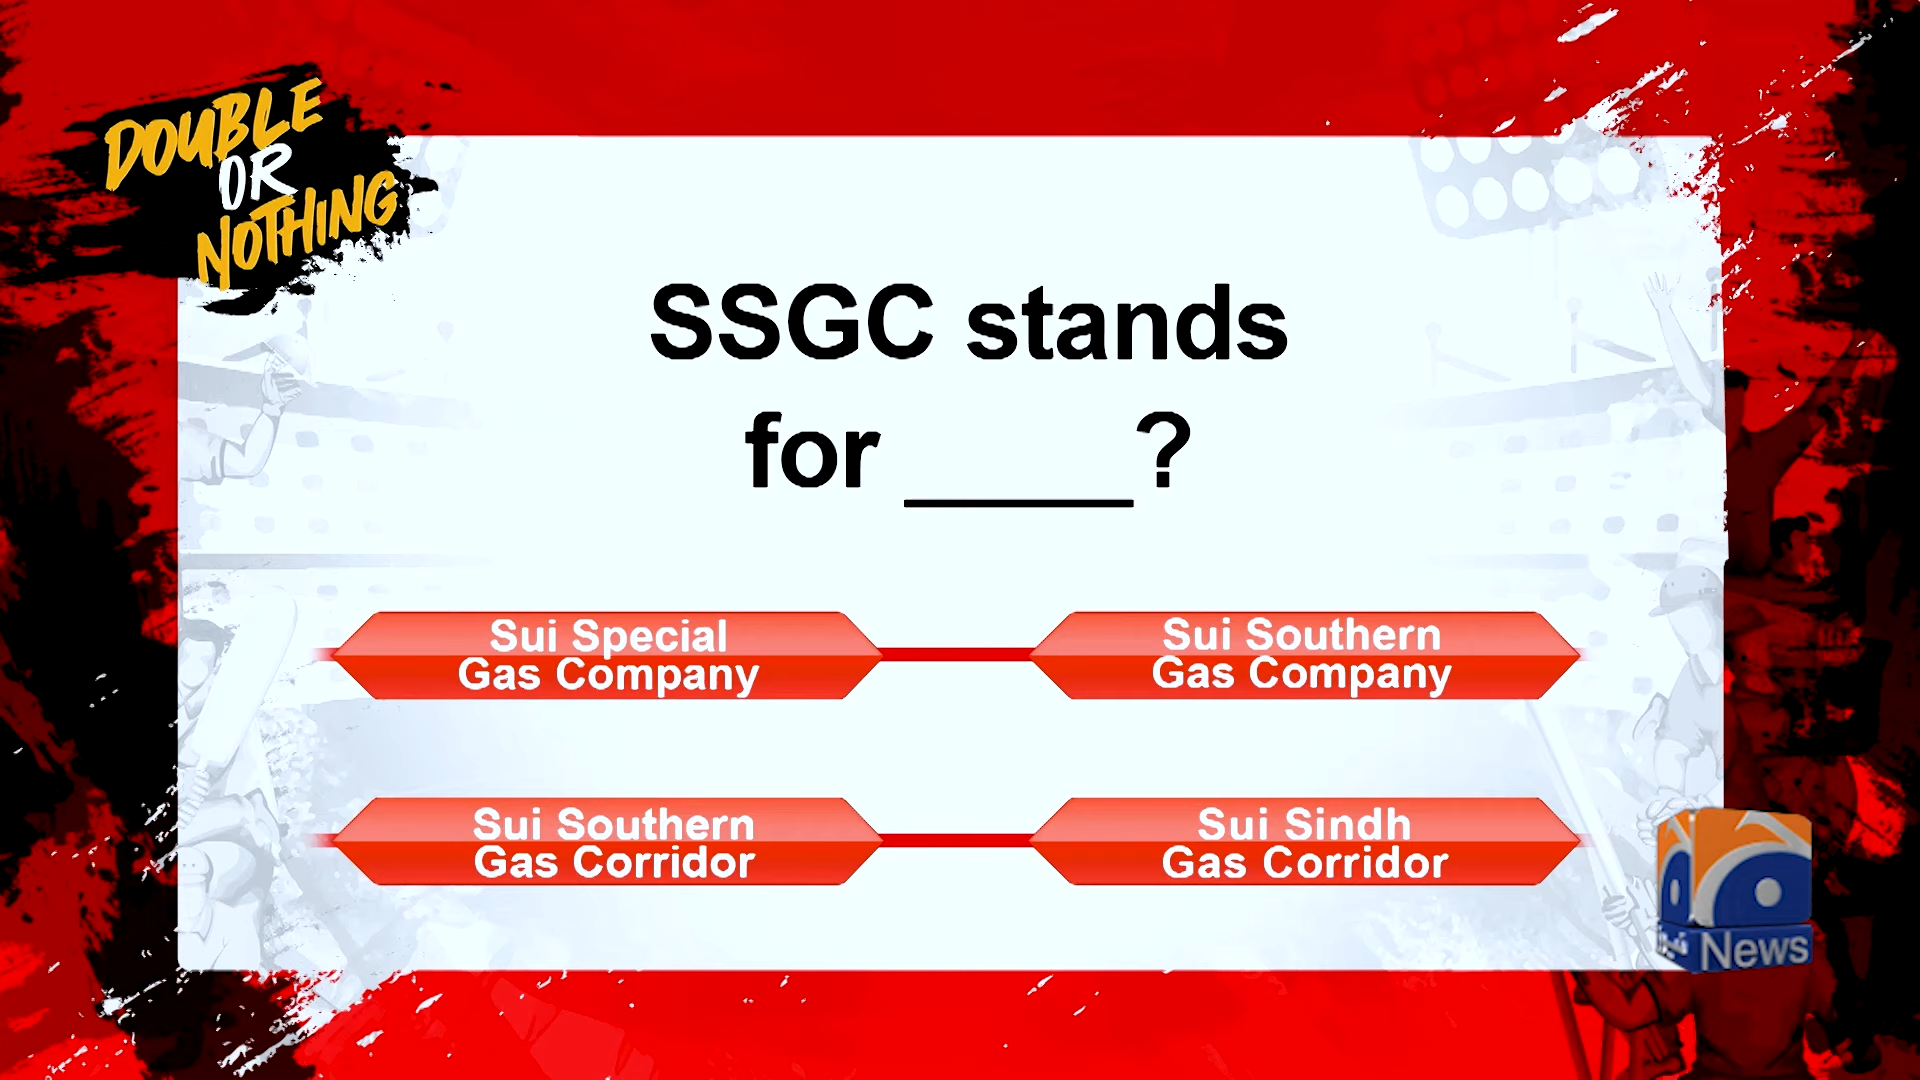 DOUBLE
OR
NOTHING
SSGC stands
for ____?
Sui Special
Gas Company
Sui Southern
Gas Company
Sui Southern
Gas Corridor
Sui Sindh
Gas Corridor
News